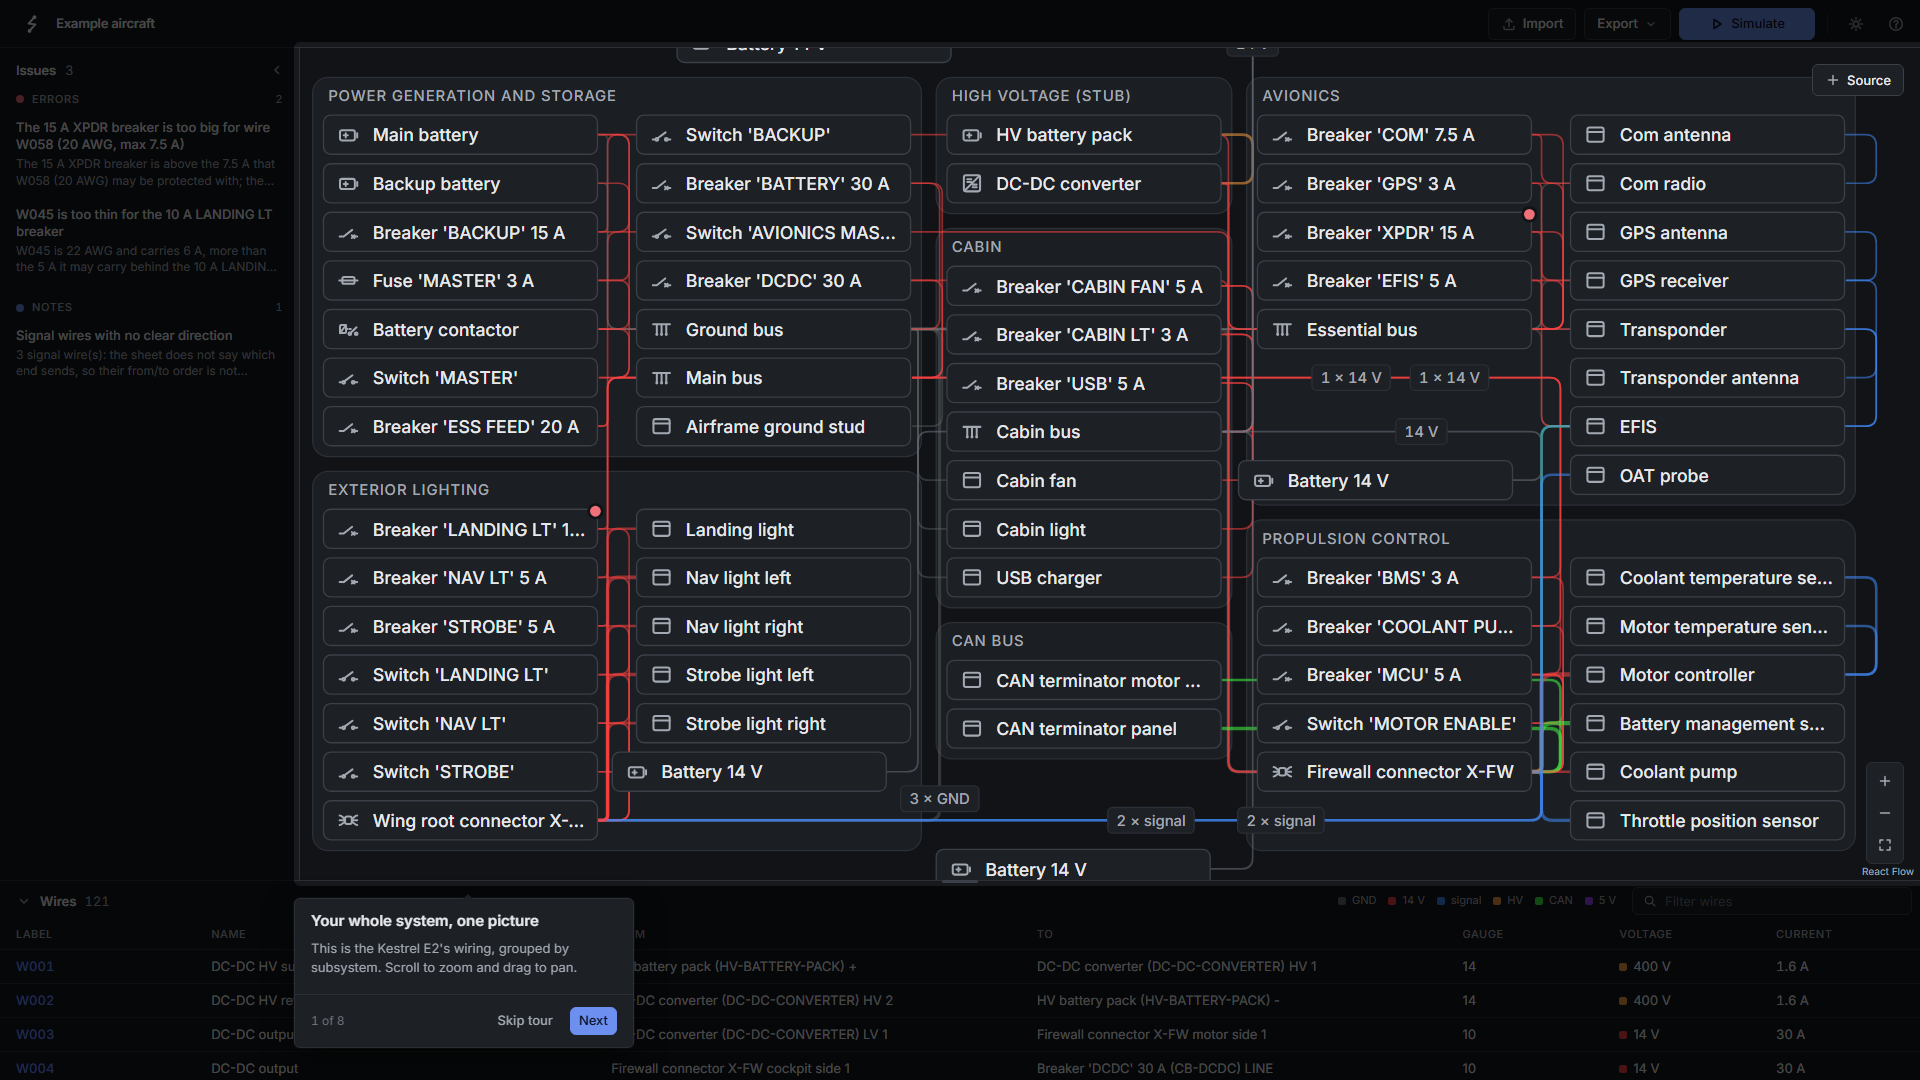 Example aircraft
Import
Export
Simulate
Issues 3
ERRORS 2
The 15 A XPDR breaker is too big for wire
W058 (20 AWG, max 7.5 A)
The 15 A XPDR breaker is above the 7.5 A that
W058 (20 AWG) may be protected with; the...
W045 is too thin for the 10 A LANDING LT
breaker
W045 is 22 AWG and carries 6 A, more than
the 5 A it may carry behind the 10 A LANDIN...
NOTES 1
Signal wires with no clear direction
3 signal wire(s): the sheet does not say which
end sends, so their from/to order is not...
Source
POWER GENERATION AND STORAGE
Main battery
Backup battery
Breaker 'BACKUP' 15 A
Fuse 'MASTER' 3 A
Battery contactor
Switch 'MASTER'
Breaker 'ESS FEED' 20 A
Switch 'BACKUP'
Breaker 'BATTERY' 30 A
Switch 'AVIONICS MAS...
Breaker 'DCDC' 30 A
Ground bus
Main bus
Airframe ground stud
EXTERIOR LIGHTING
Breaker 'LANDING LT' 1...
Breaker 'NAV LT' 5 A
Breaker 'STROBE' 5 A
Switch 'LANDING LT'
Switch 'NAV LT'
Switch 'STROBE'
Wing root connector X-...
Landing light
Nav light left
Nav light right
Strobe light left
Strobe light right
Battery 14 V
3 × GND
HIGH VOLTAGE (STUB)
HV battery pack
DC-DC converter
CABIN
Breaker 'CABIN FAN' 5 A
Breaker 'CABIN LT' 3 A
Breaker 'USB' 5 A
Cabin bus
Cabin fan
Cabin light
USB charger
CAN BUS
CAN terminator motor ...
CAN terminator panel
2 × signal
2 × signal
Battery 14 V
AVIONICS
Breaker 'COM' 7.5 A
Breaker 'GPS' 3 A
Breaker 'XPDR' 15 A
Breaker 'EFIS' 5 A
Essential bus
1 × 14 V
1 × 14 V
14 V
Battery 14 V
Com antenna
Com radio
GPS antenna
GPS receiver
Transponder
Transponder antenna
EFIS
OAT probe
PROPULSION CONTROL
Breaker 'BMS' 3 A
Breaker 'COOLANT PU...
Breaker 'MCU' 5 A
Switch 'MOTOR ENABLE'
Firewall connector X-FW
Coolant temperature se...
Motor temperature sen...
Motor controller
Battery management s...
Coolant pump
Throttle position sensor
React Flow
Wires 121
GND 14 V signal HV CAN 5 V
Filter wires
LABEL NAME TO GAUGE VOLTAGE CURRENT
W001 DC-DC HV su battery pack (HV-BATTERY-PACK) + DC-DC converter (DC-DC-CONVERTER) HV 1 14 400 V 1.6 A
W002 DC-DC HV re DC converter (DC-DC-CONVERTER) HV 2 HV battery pack (HV-BATTERY-PACK) - 14 400 V 1.6 A
W003 DC-DC outpu DC converter (DC-DC-CONVERTER) LV 1 Firewall connector X-FW motor side 1 10 14 V 30 A
W004 DC-DC output Firewall connector X-FW cockpit side 1 Breaker 'DCDC' 30 A (CB-DCDC) LINE 10 14 V 30 A
Your whole system, one picture
This is the Kestrel E2's wiring, grouped by
subsystem. Scroll to zoom and drag to pan.
1 of 8
Skip tour
Next